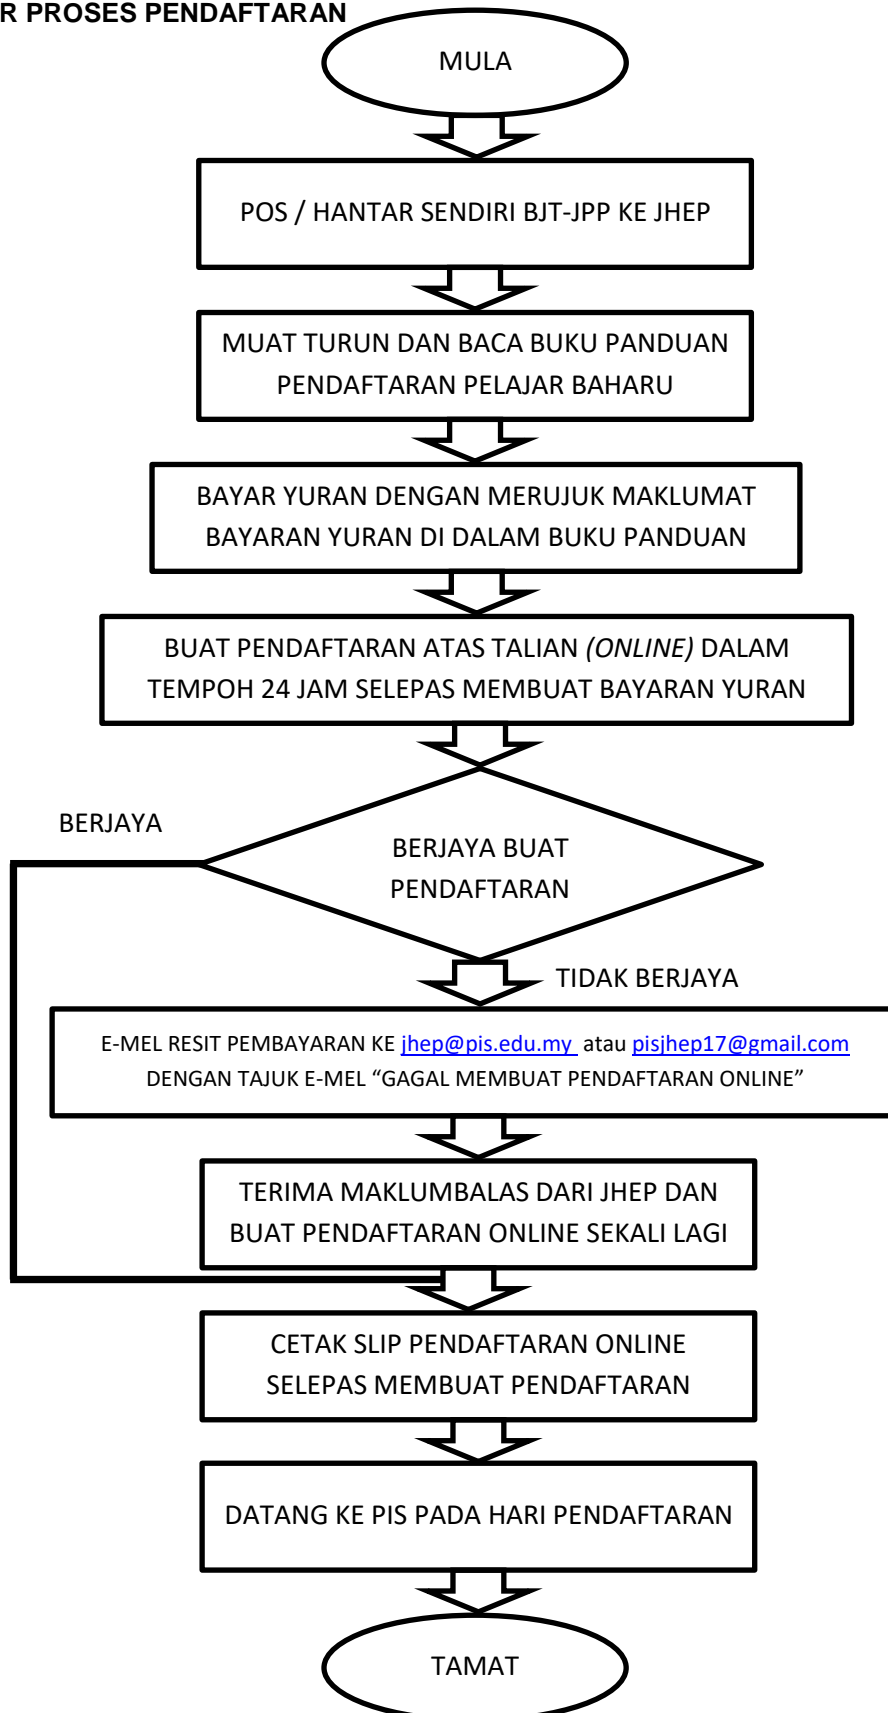 R PROSES PENDAFTARAN
MULA
POS / HANTAR SENDIRI BJT-JPP KE JHEP
MUAT TURUN DAN BACA BUKU PANDUAN
PENDAFTARAN PELAJAR BAHARU
BAYAR YURAN DENGAN MERUJUK MAKLUMAT
BAYARAN YURAN DI DALAM BUKU PANDUAN
BUAT PENDAFTARAN ATAS TALIAN (ONLINE) DALAM
TEMPOH 24 JAM SELEPAS MEMBUAT BAYARAN YURAN
BERJAYA
BERJAYA BUAT
PENDAFTARAN
TIDAK BERJAYA
E-MEL RESIT PEMBAYARAN KE jhep@pis.edu.my atau pisjhep17@gmail.com
DENGAN TAJUK E-MEL “GAGAL MEMBUAT PENDAFTARAN ONLINE”
TERIMA MAKLUMBALAS DARI JHEP DAN
BUAT PENDAFTARAN ONLINE SEKALI LAGI
CETAK SLIP PENDAFTARAN ONLINE
SELEPAS MEMBUAT PENDAFTARAN
DATANG KE PIS PADA HARI PENDAFTARAN
TAMAT